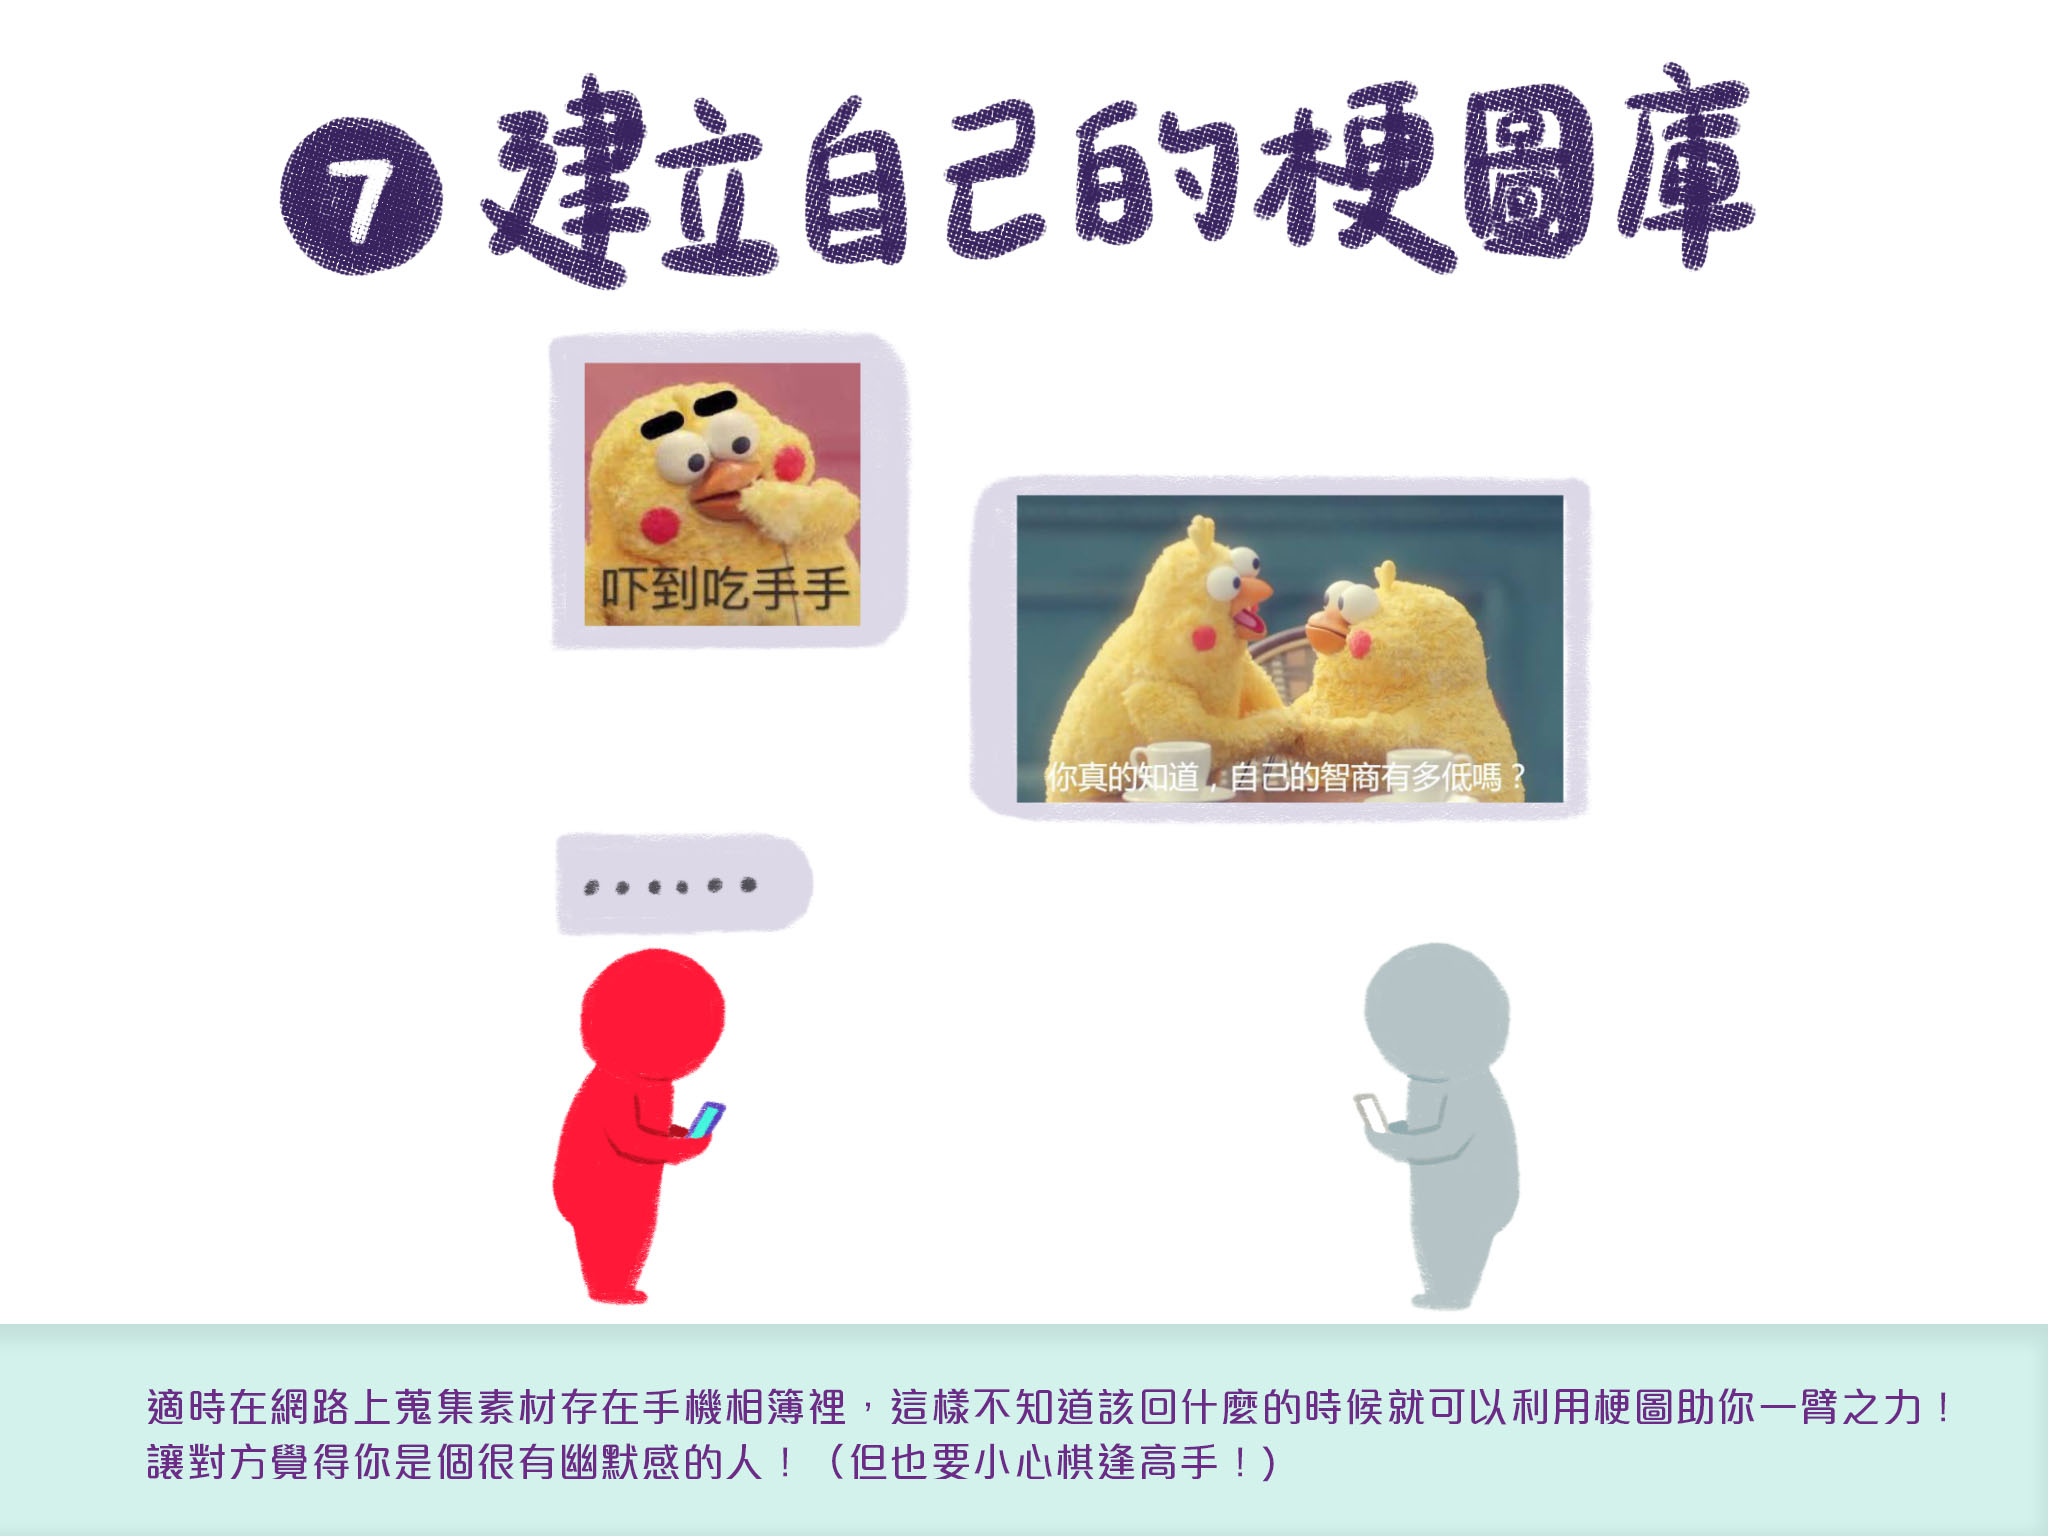 7 建立自己的梗圖庫
吓到吃手手
你真的知道，自己的智商有多低嗎？
......
適時在網路上蒐集素材存在手機相簿裡，這樣不知道該回什麼的時候就可以利用梗圖助你一臂之力！
讓對方覺得你是個很有幽默感的人！（但也要小心棋逢高手！）